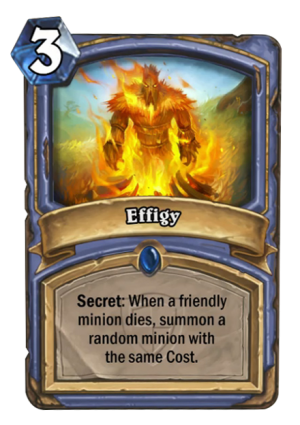 3
Effigy
Secret: When a friendly
minion dies, summon a
random minion with
the same Cost.